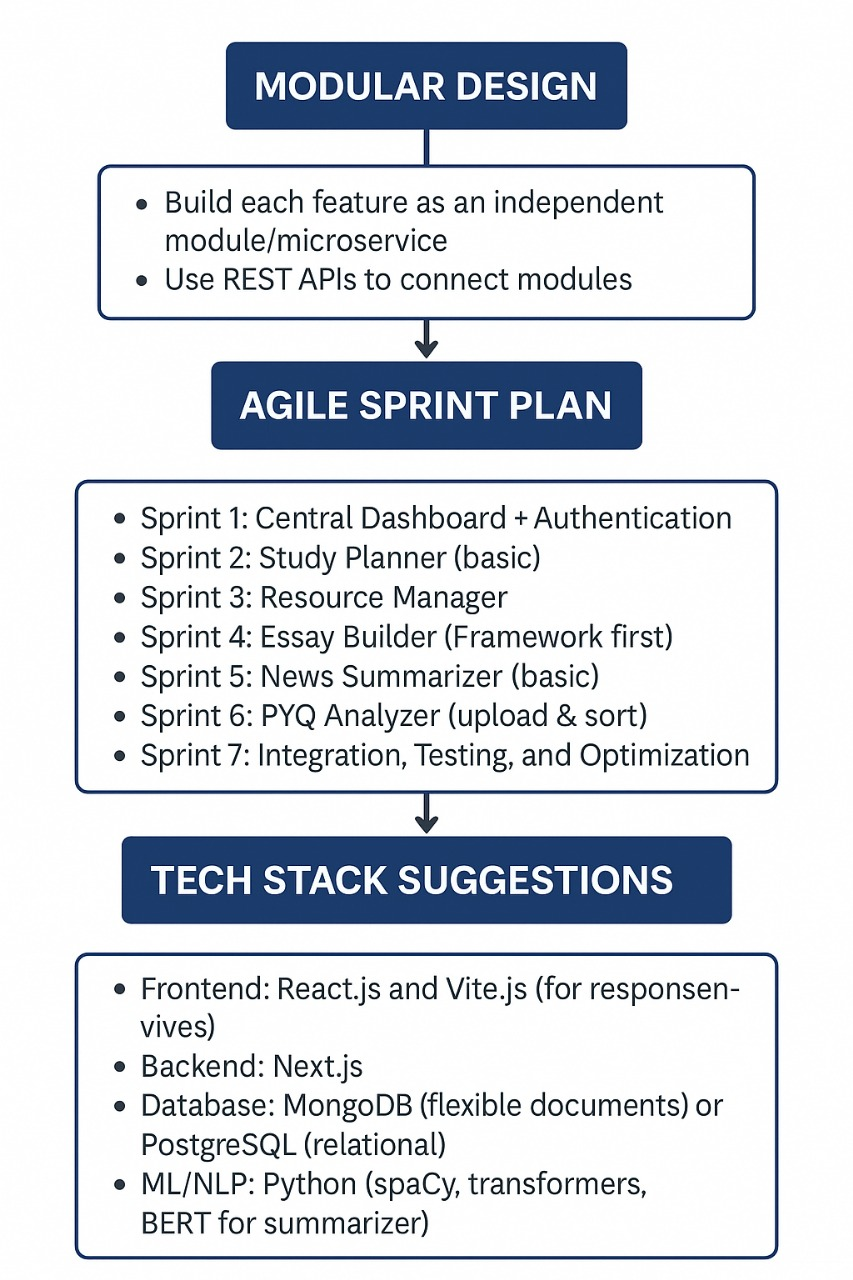 MODULAR DESIGN
• Build each feature as an independent
module/microservice
• Use REST APIs to connect modules
AGILE SPRINT PLAN
• Sprint 1: Central Dashboard + Authentication
• Sprint 2: Study Planner (basic)
• Sprint 3: Resource Manager
• Sprint 4: Essay Builder (Framework first)
• Sprint 5: News Summarizer (basic)
• Sprint 6: PYQ Analyzer (upload & sort)
• Sprint 7: Integration, Testing, and Optimization
TECH STACK SUGGESTIONS
• Frontend: React.js and Vite.js (for responsen-
vives)
• Backend: Next.js
• Database: MongoDB (flexible documents) or
PostgreSQL (relational)
• ML/NLP: Python (spaCy, transformers,
BERT for summarizer)